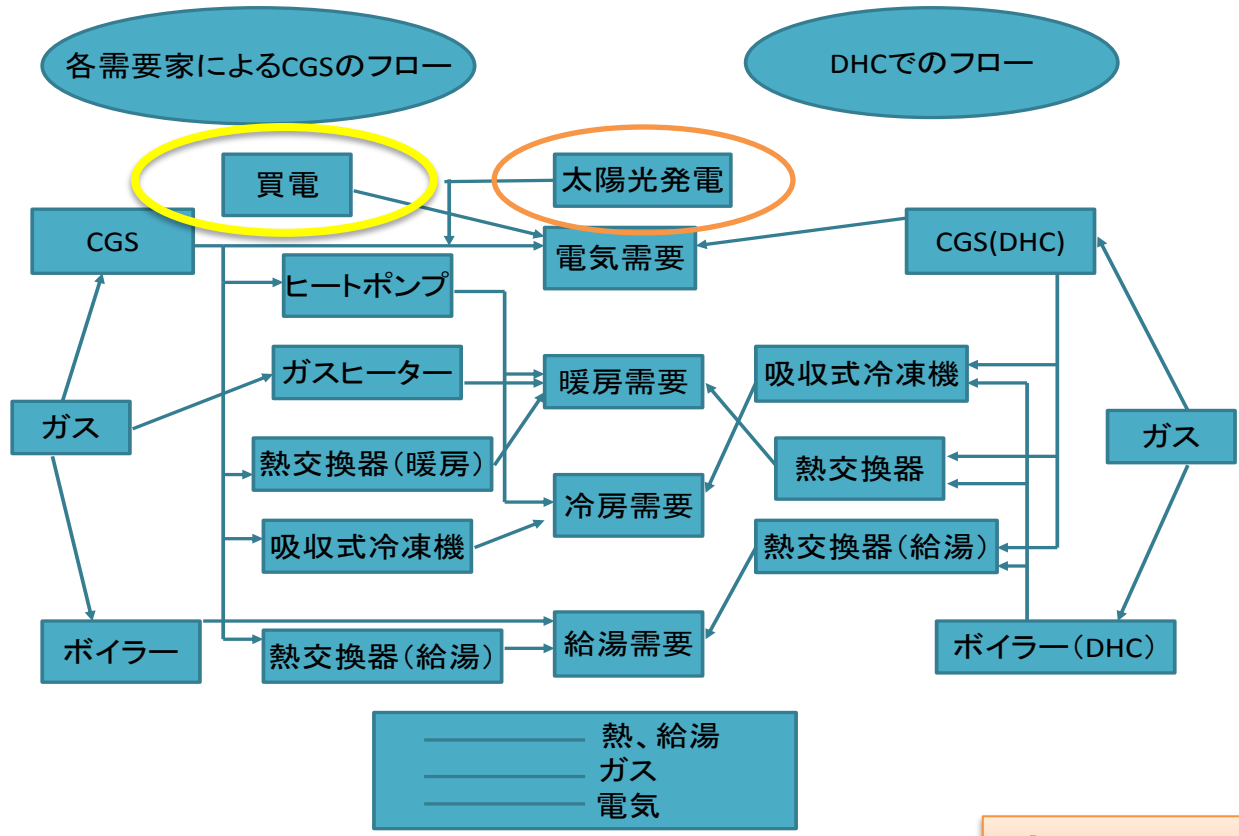 各需要家によるCGSのフロー
DHCでのフロー
買電
太陽光発電
CGS
電気需要
CGS(DHC)
ヒートポンプ
ガスヒーター
暖房需要
吸収式冷凍機
ガス
ガス
熱交換器(暖房)
熱交換器
冷房需要
吸収式冷凍機
熱交換器(給湯)
ボイラー
熱交換器(給湯)
給湯需要
ボイラー(DHC)
熱、給湯
ガス
電気